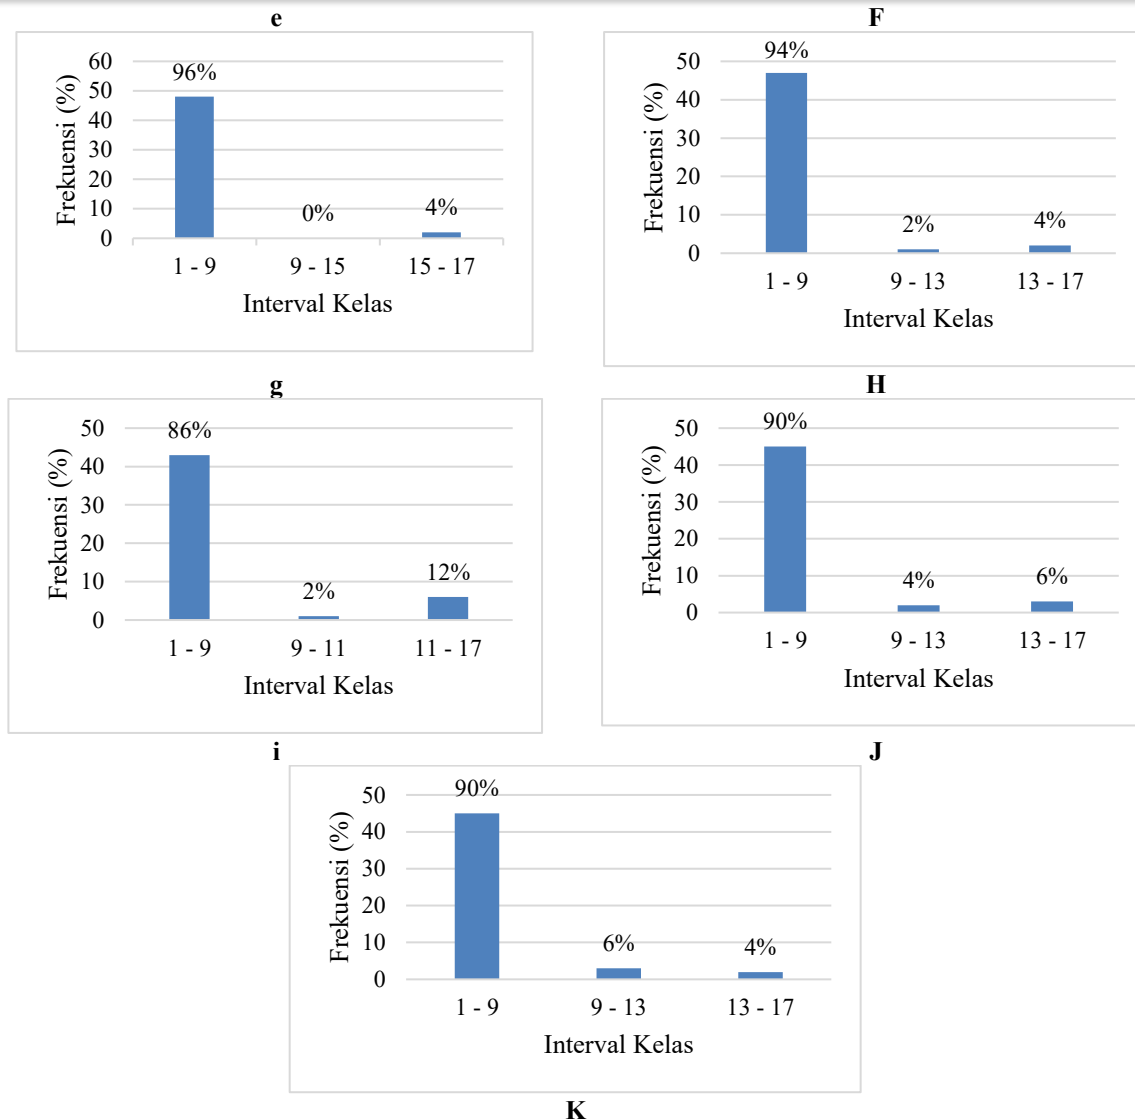 e
F
60
50
40
30
20
10
0
Frekuensi (%)
96%
0%
4%
1 - 9
9 - 15
15 - 17
Interval Kelas
50
40
30
20
10
0
Frekuensi (%)
94%
2%
4%
1 - 9
9 - 13
13 - 17
Interval Kelas
g
H
50
40
30
20
10
0
Frekuensi (%)
86%
2%
12%
1 - 9
9 - 11
11 - 17
Interval Kelas
50
40
30
20
10
0
Frekuensi (%)
90%
4%
6%
1 - 9
9 - 13
13 - 17
Interval Kelas
i
J
50
40
30
20
10
0
Frekuensi (%)
90%
6%
4%
1 - 9
9 - 13
13 - 17
Interval Kelas
K